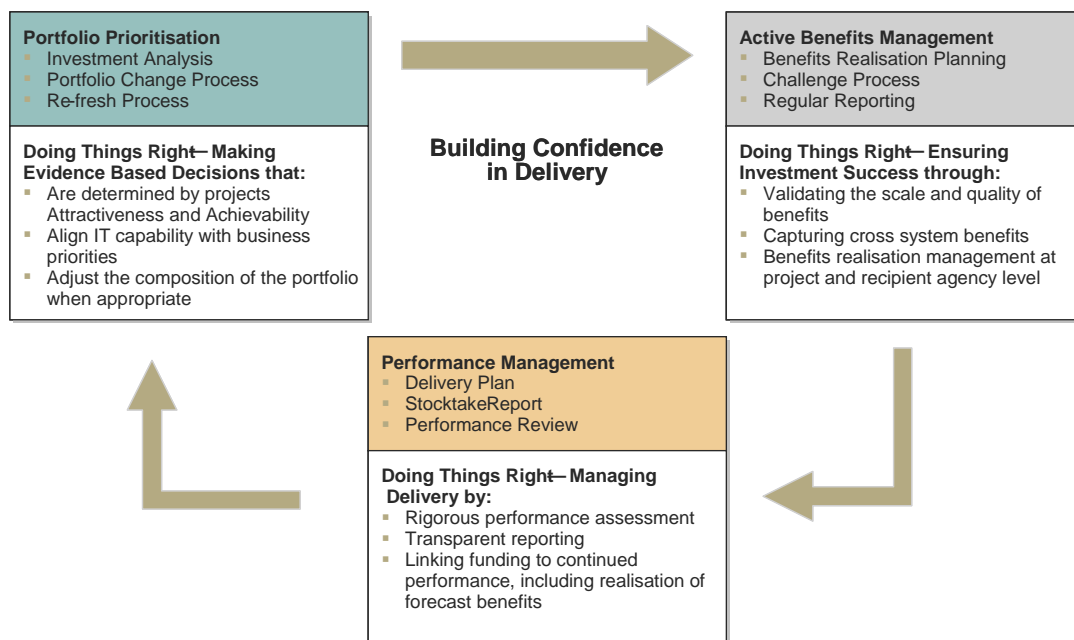 Portfolio Prioritisation
▪ Investment Analysis
▪ Portfolio Change Process
▪ Re-fresh Process
Doing Things Right—Making
Evidence Based Decisions that:
▪ Are determined by projects
Attractiveness and Achievability
▪ Align IT capability with business
priorities
▪ Adjust the composition of the portfolio
when appropriate
Building Confidence
in Delivery
Active Benefits Management
▪ Benefits Realisation Planning
▪ Challenge Process
▪ Regular Reporting
Doing Things Right—Ensuring
Investment Success through:
▪ Validating the scale and quality of
benefits
▪ Capturing cross system benefits
▪ Benefits realisation management at
project and recipient agency level
Performance Management
▪ Delivery Plan
▪ StocktakeReport
▪ Performance Review
Doing Things Right—Managing
Delivery by:
▪ Rigorous performance assessment
▪ Transparent reporting
▪ Linking funding to continued
performance, including realisation of
forecast benefits